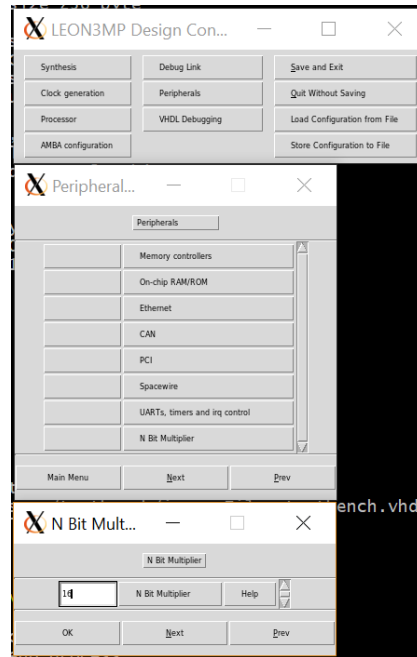 LEON3MP Design Con...
Synthesis Debug Link Save and Exit
Clock generation Peripherals Quit Without Saving
Processor VHDL Debugging Load Configuration from File
AMBA configuration Store Configuration to File
Peripheral...
Peripherals
Memory controllers
On-chip RAM/ROM
Ethernet
CAN
PCI
Spacewire
UARTs, timers and irq control
N Bit Multiplier
Main Menu Next Prev
ench.vhd
N Bit Mult...
N Bit Multiplier
16 N Bit Multiplier Help
OK Next Prev